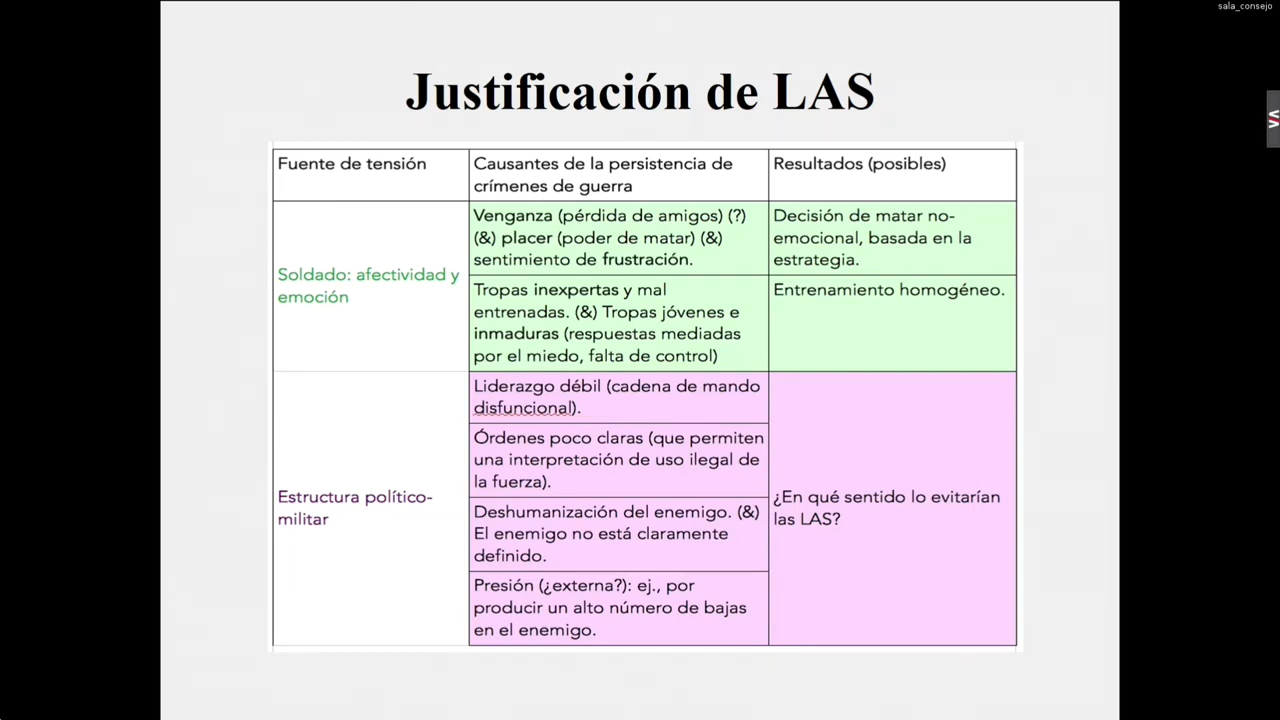 sala_consejo
Justificación de LAS
Fuente de tensión
Causantes de la persistencia de
crímenes de guerra
Resultados (posibles)
Soldado: afectividad y
emoción
Venganza (pérdida de amigos) (?)
(&) placer (poder de matar) (&)
sentimiento de frustración.
Decisión de matar no-
emocional, basada en la
estrategia.
Tropas inexpertas y mal
entrenadas. (&) Tropas jóvenes e
inmaduras (respuestas mediadas
por el miedo, falta de control)
Entrenamiento homogéneo.
Estructura político-
militar
Liderazgo débil (cadena de mando
disfuncional).
Órdenes poco claras (que permiten
una interpretación de uso ilegal de
la fuerza).
Deshumanización del enemigo. (&)
El enemigo no está claramente
definido.
Presión (¿externa?): ej., por
producir un alto número de bajas
en el enemigo.
¿En qué sentido lo evitarían
las LAS?